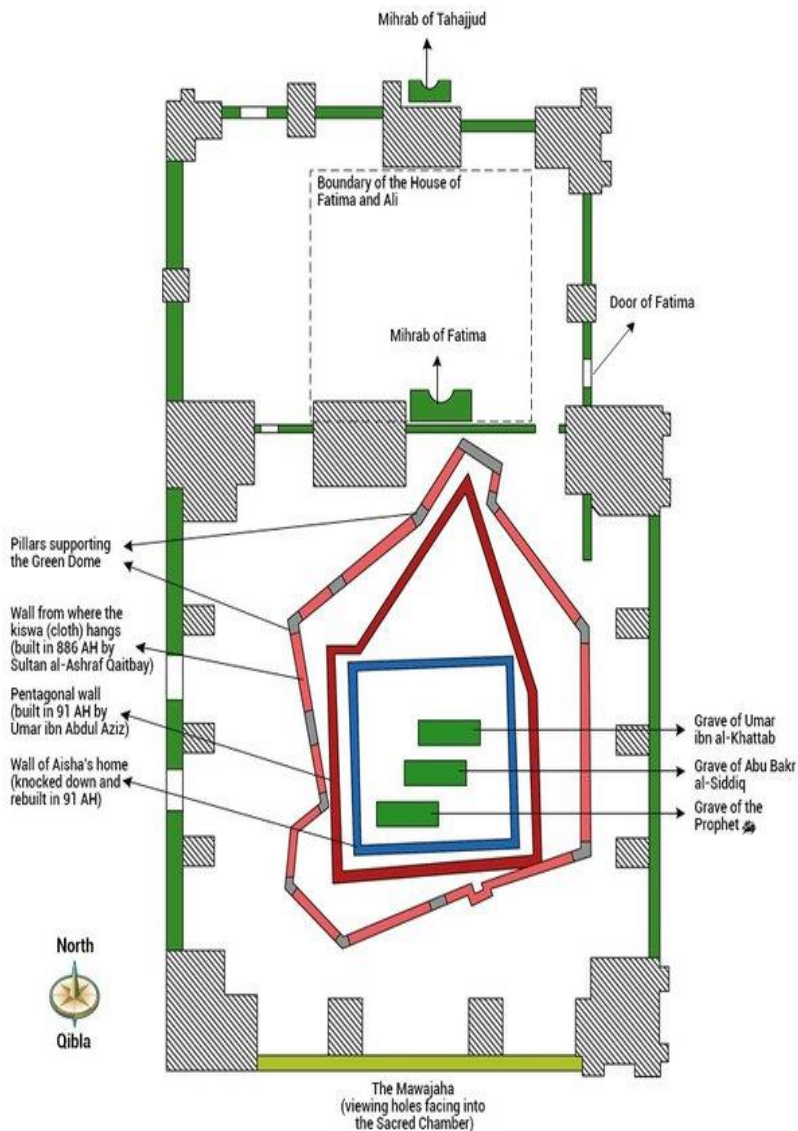 Mihrab of Tahajjud
Boundary of the House of
Fatima and Ali
Door of Fatima
Mihrab of Fatima
Pillars supporting
the Green Dome
Wall from where the
kiswa (cloth) hangs
(built in 886 AH by
Sultan al-Ashraf Qaitbay)
Pentagonal wall
(built in 91 AH by
Umar ibn Abdul Aziz)
Wall of Aisha's home
(knocked down and
rebuilt in 91 AH)
Grave of Umar
ibn al-Khattab
Grave of Abu Bakr
al-Siddiq
Grave of the
Prophet ﷺ
North
Qibla
The Mawajaha
(viewing holes facing into
the Sacred Chamber)